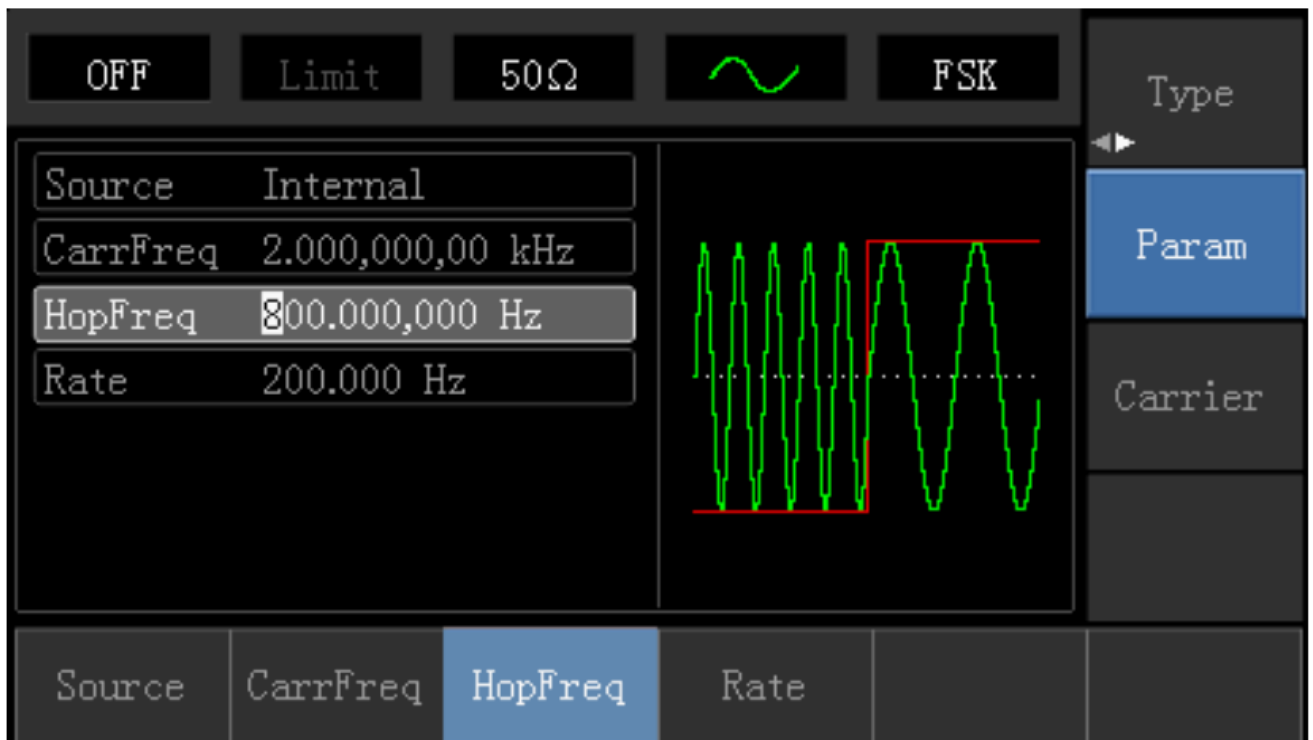 OFF Limit 50Ω FSK
Type
Source Internal
CarrFreq 2.000,000,00 kHz
Param
HopFreq 800.000,000 Hz
Rate 200.000 Hz
Carrier
Source CarrFreq HopFreq Rate